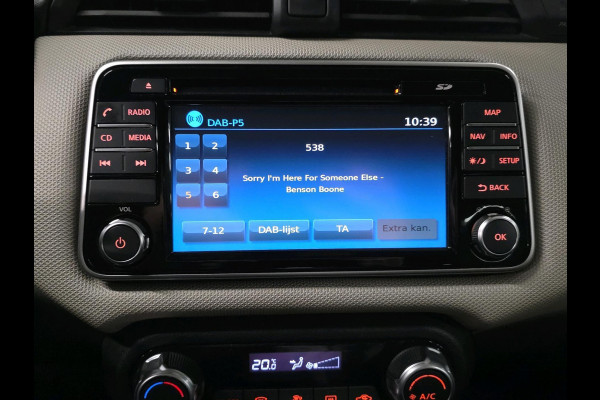 SD
RADIO
CD
MEDIA
VOL
DAB-P5
10:39
1 2
3 4
5 6
538
Sorry I'm Here For Someone Else -
Benson Boone
7-12
DAB-lijst
TA
Extra kan.
MAP
NAV
INFO
SETUP
BACK
OK
20.0°C
A/C